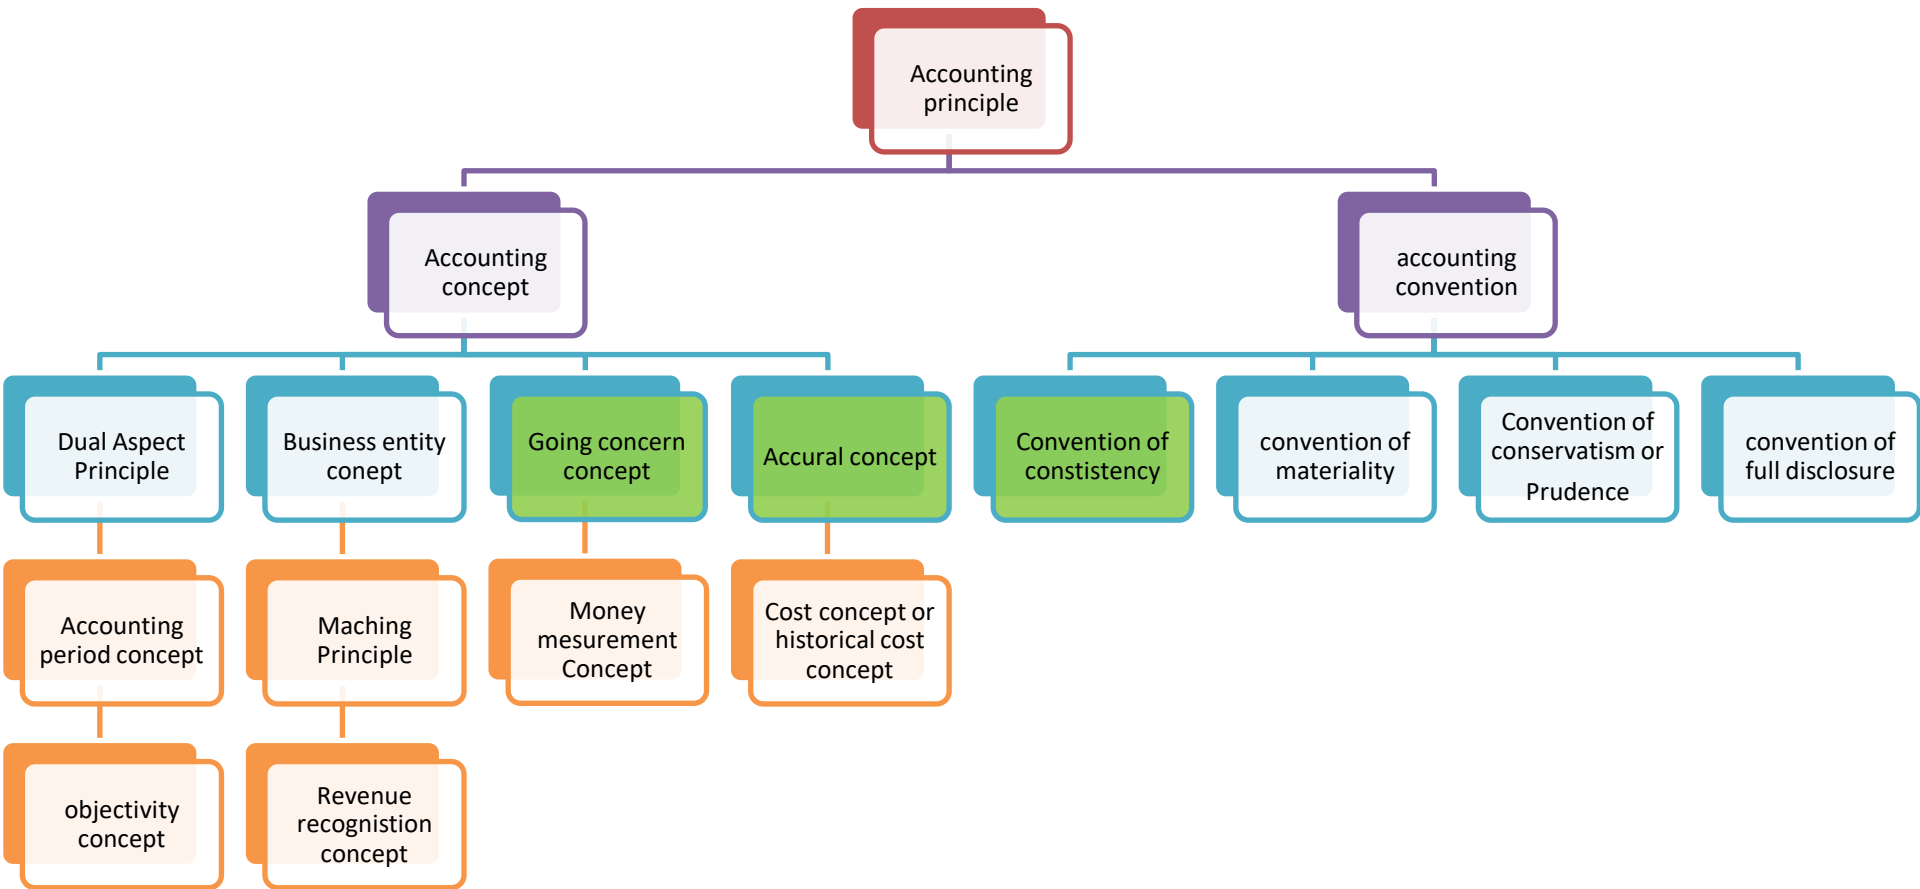 Accounting
principle
Accounting
concept
accounting
convention
Dual Aspect
Principle
Business entity
conept
Going concern
concept
Accural concept
Convention of
constistency
convention of
materiality
Convention of
conservatism or
Prudence
convention of
full disclosure
Accounting
period concept
Maching
Principle
Money
mesurement
Concept
Cost concept or
historical cost
concept
objectivity
concept
Revenue
recognistion
concept